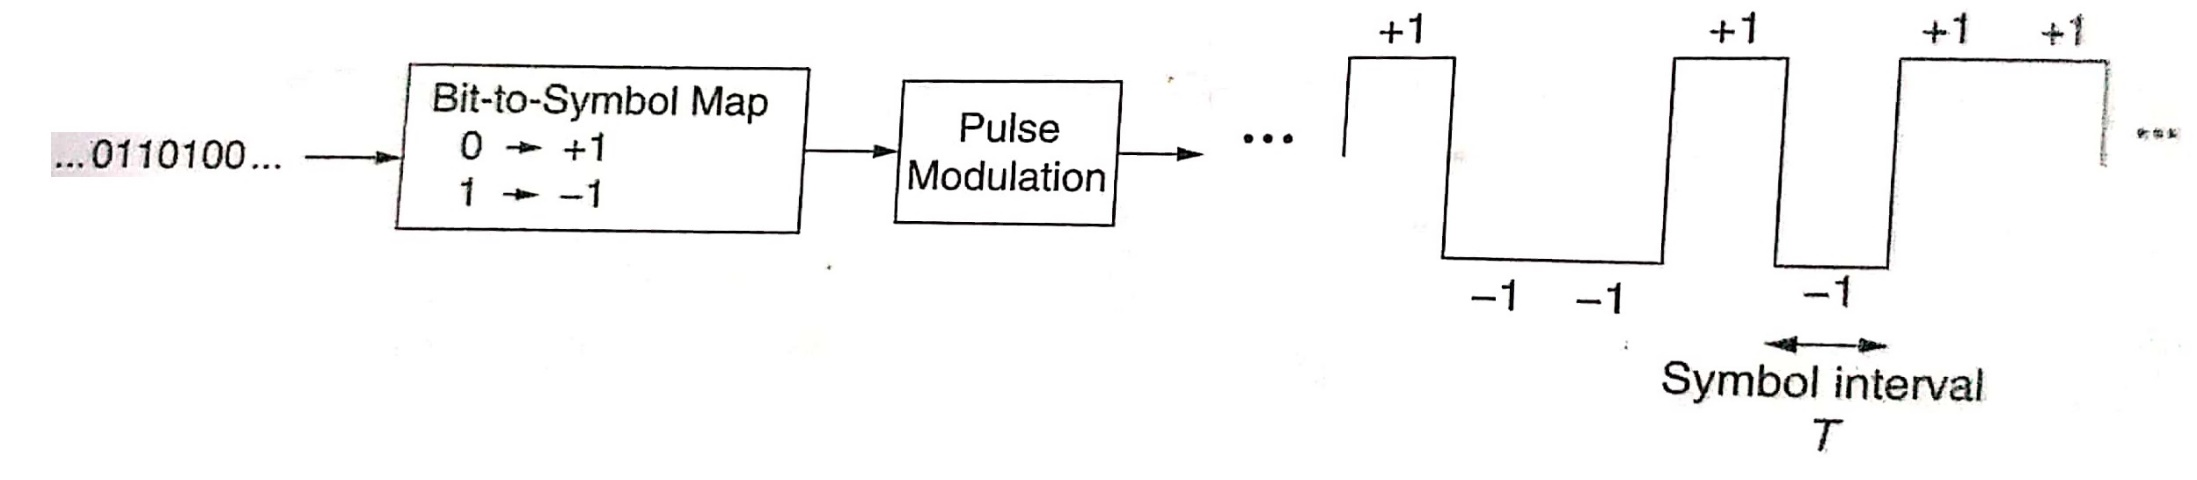 ...0110100...
Bit-to-Symbol Map
0 → +1
1 → −1
Pulse
Modulation
...
+1
−1 −1
+1
−1
+1 +1
...
Symbol interval
T